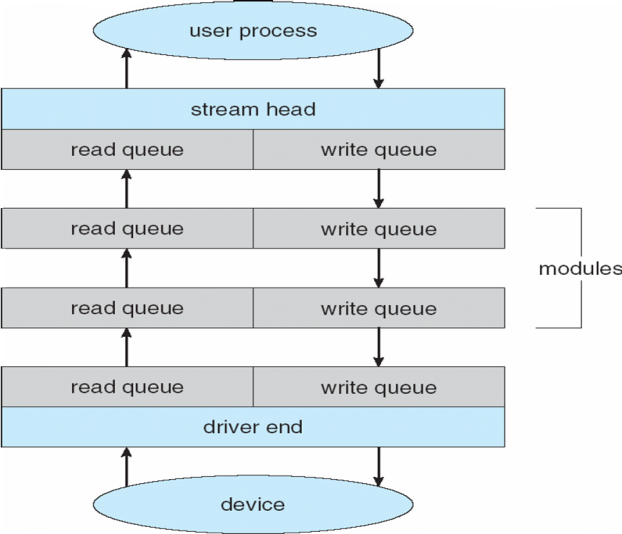 user process
stream head
read queue write queue
read queue write queue
modules
read queue write queue
read queue write queue
driver end
device